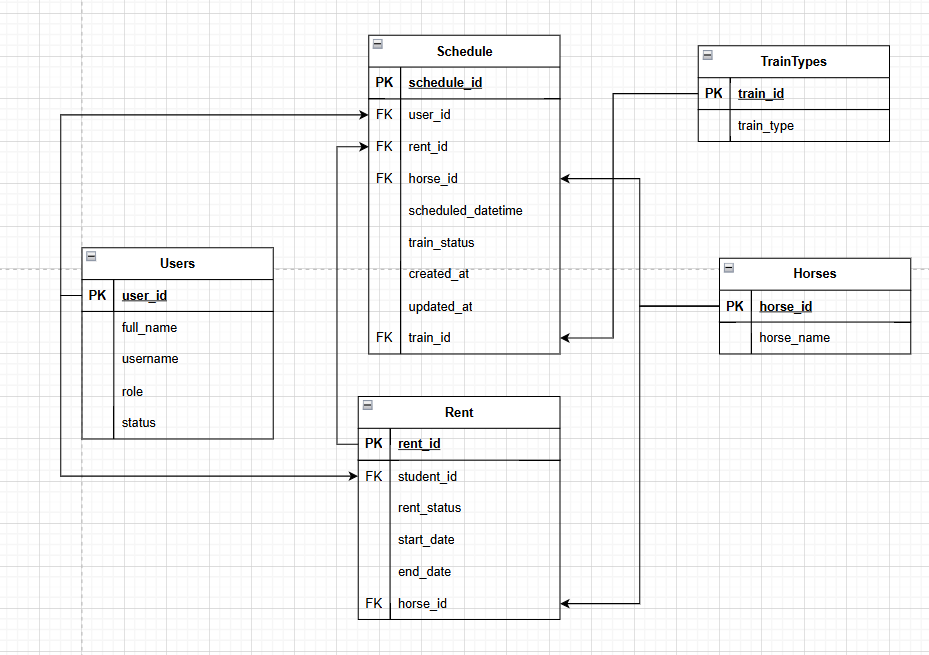 Schedule
PK schedule_id
FK user_id
FK rent_id
FK horse_id
scheduled_datetime
train_status
created_at
updated_at
FK train_id
TrainTypes
PK train_id
train_type
Users
PK user_id
full_name
username
role
status
Horses
PK horse_id
horse_name
Rent
PK rent_id
FK student_id
rent_status
start_date
end_date
FK horse_id